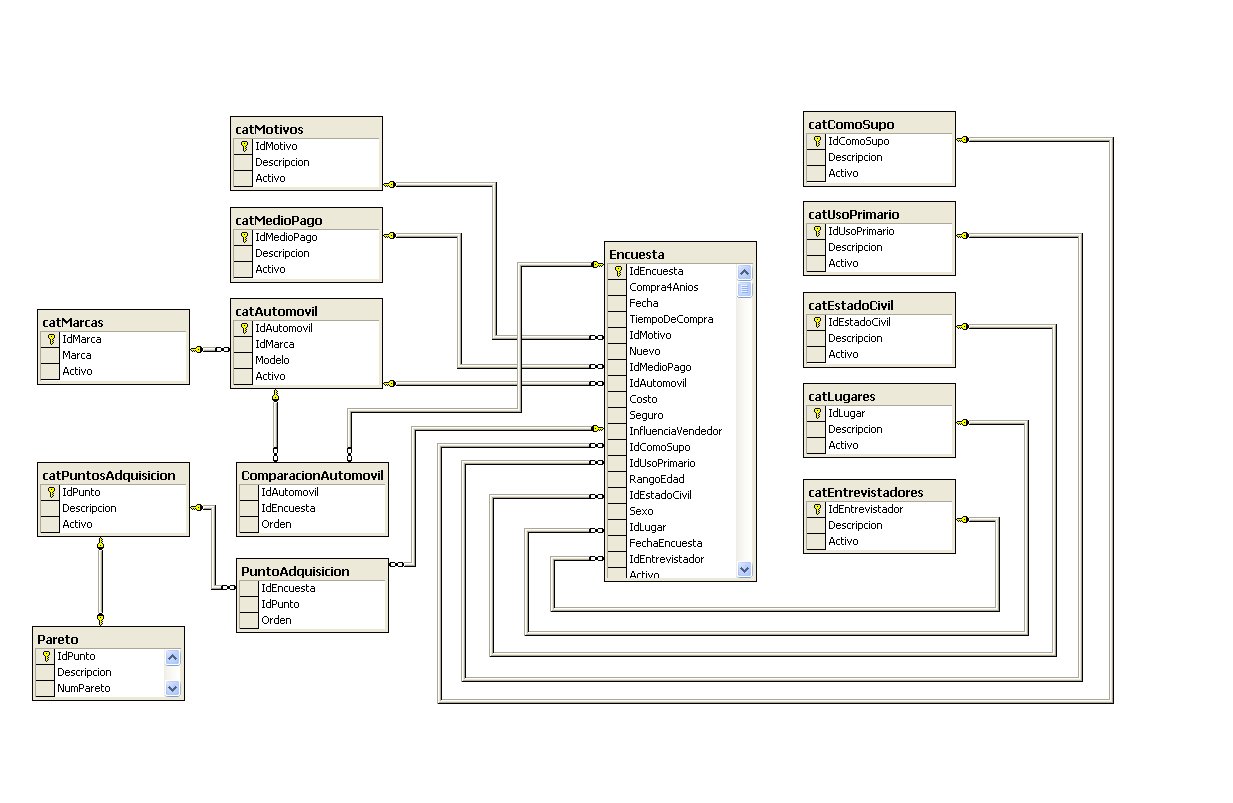 catMotivos
IdMotivo
Descripcion
Activo
catMedioPago
IdMedioPago
Descripcion
Activo
catAutomovil
IdAutomovil
IdMarca
Modelo
Activo
catMarcas
IdMarca
Marca
Activo
catPuntosAdquisicion
IdPunto
Descripcion
Activo
Pareto
IdPunto
Descripcion
NumPareto
ComparacionAutomovil
IdAutomovil
IdEncuesta
Orden
PuntoAdquisicion
IdEncuesta
IdPunto
Orden
Encuesta
IdEncuesta
Compra4Anios
Fecha
TiempoDeCompra
IdMotivo
Nuevo
IdMedioPago
IdAutomovil
Costo
Seguro
InfluenciaVendedor
IdComoSupo
IdUsoPrimario
RangoEdad
IdEstadoCivil
Sexo
IdLugar
FechaEncuesta
IdEntrevistador
Activo
catComoSupo
IdComoSupo
Descripcion
Activo
catUsoPrimario
IdUsoPrimario
Descripcion
Activo
catEstadoCivil
IdEstadoCivil
Descripcion
Activo
catLugares
IdLugar
Descripcion
Activo
catEntrevistadores
IdEntrevistador
Descripcion
Activo